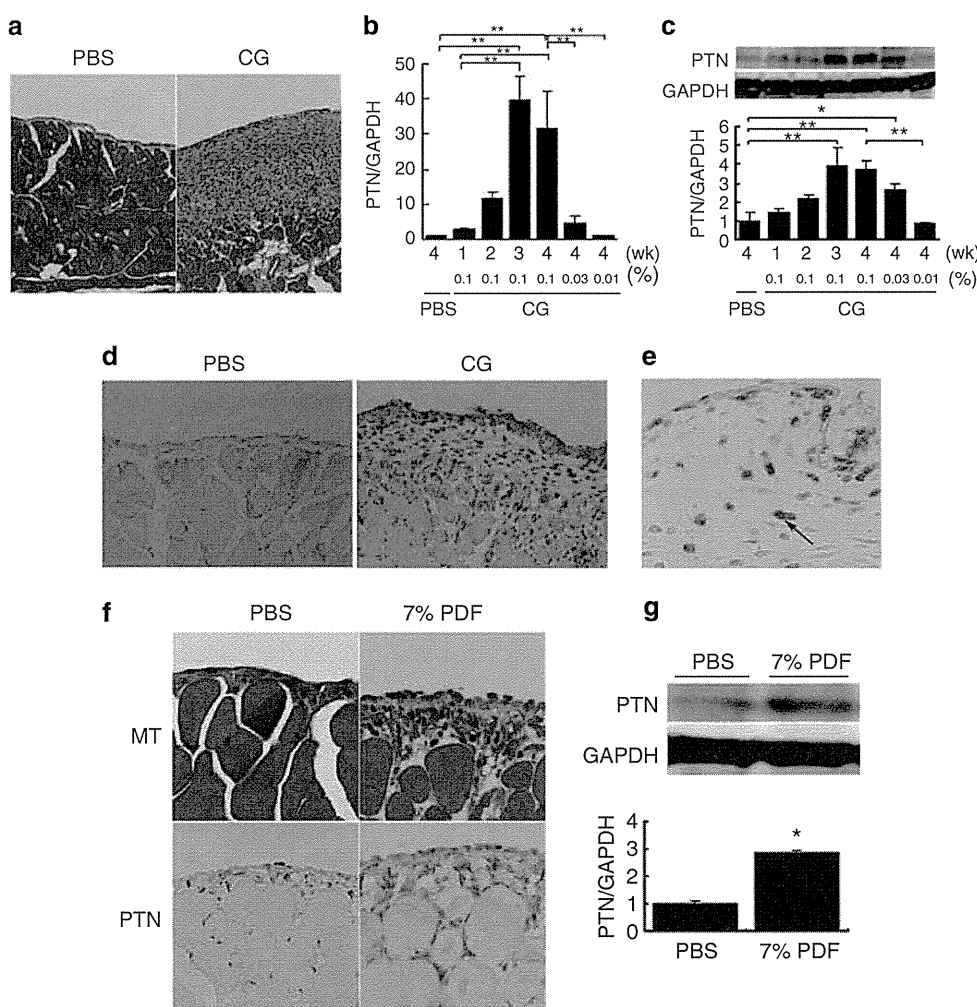 a
PBS CG
b
** **
** **
**
**
PTN/GAPDH
50
40
30
20
10
0
4 1 2 3 4 4 4 (wk)
0.1 0.1 0.1 0.1 0.03 0.01 (%)
PBS CG
c
PTN
GAPDH
*
**
** **
PTN/GAPDH
6
5
4
3
2
1
0
4 1 2 3 4 4 4 (wk)
0.1 0.1 0.1 0.1 0.03 0.01 (%)
PBS CG
d
PBS CG
e
f
PBS 7% PDF
MT
PTN
g
PBS 7% PDF
PTN
GAPDH
PTN/GAPDH
4
3
2
1
0
*
PBS 7% PDF